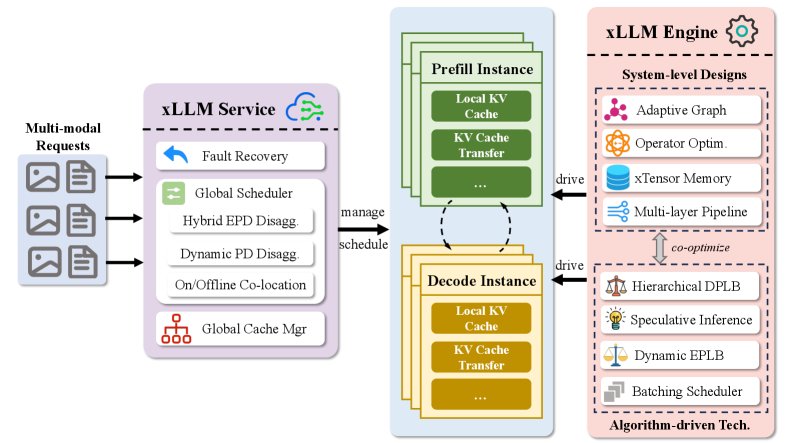 Multi-modal
Requests
xLLM Service
Fault Recovery
Global Scheduler
Hybrid EPD Disagg.
Dynamic PD Disagg.
On/Offline Co-location
Global Cache Mgr
manage
schedule
Prefill Instance
Local KV
Cache
KV Cache
Transfer
...
Decode Instance
Local KV
Cache
KV Cache
Transfer
...
drive
drive
xLLM Engine
System-level Designs
Adaptive Graph
Operator Optim.
xTensor Memory
Multi-layer Pipeline
co-optimize
Hierarchical DPLB
Speculative Inference
Dynamic EPLB
Batching Scheduler
Algorithm-driven Tech.